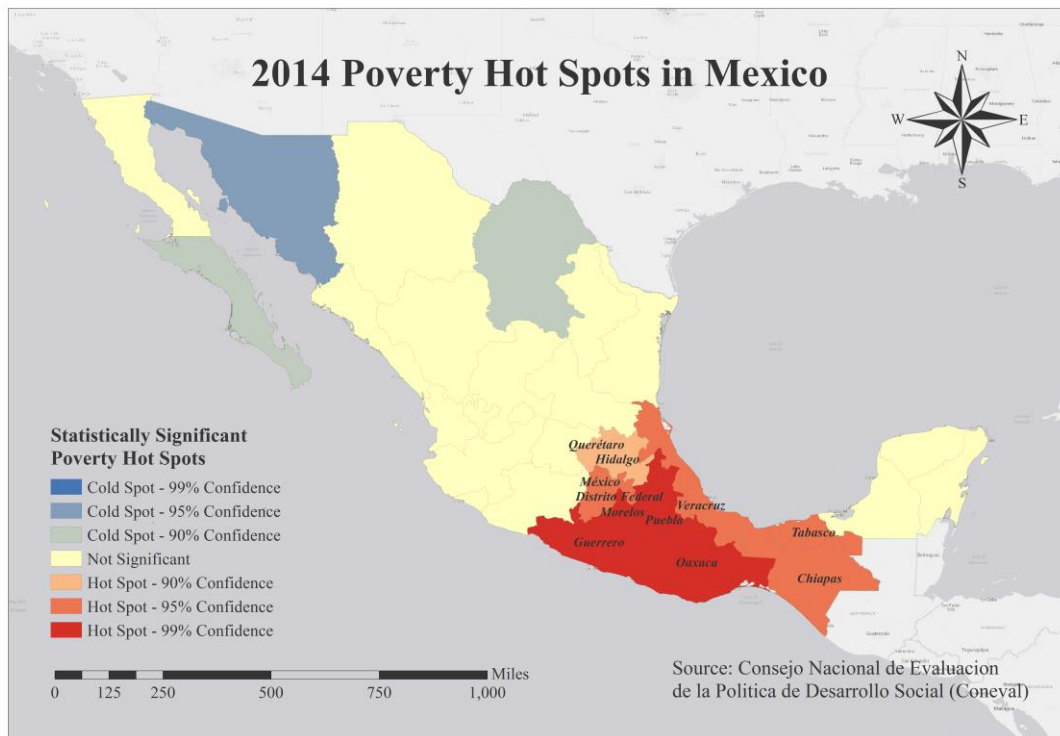 2014 Poverty Hot Spots in Mexico
N
W
E
S
Querétaro
Hidalgo
México
Distrito Federal
Morelos
Puebla
Veracruz
Guerrero
Oaxaca
Tabasco
Chiapas
Statistically Significant
Poverty Hot Spots
Cold Spot - 99% Confidence
Cold Spot - 95% Confidence
Cold Spot - 90% Confidence
Not Significant
Hot Spot - 90% Confidence
Hot Spot - 95% Confidence
Hot Spot - 99% Confidence
Miles
0 125 250 500 750 1,000
Source: Consejo Nacional de Evaluacion
de la Politica de Desarrollo Social (Coneval)